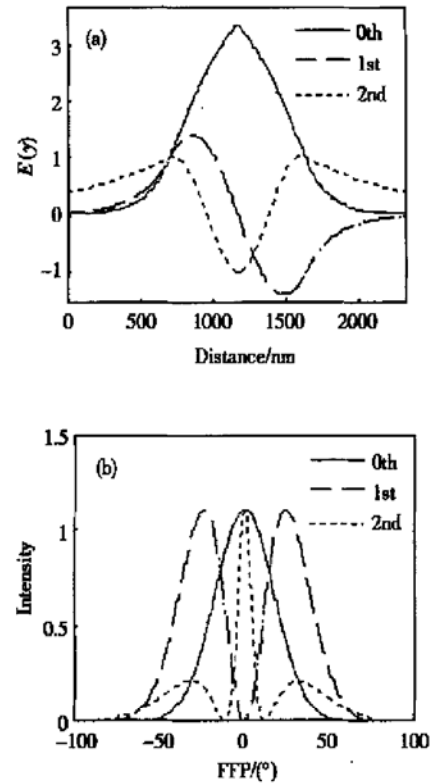 (a)
0th
1st
2nd
3
2
1
0
-1
E(y)
0 500 1000 1500 2000
Distance/nm
(b)
0th
1st
2nd
1.5
1
0.5
0
Intensity
-100 -50 0 50 100
FFP/(°)